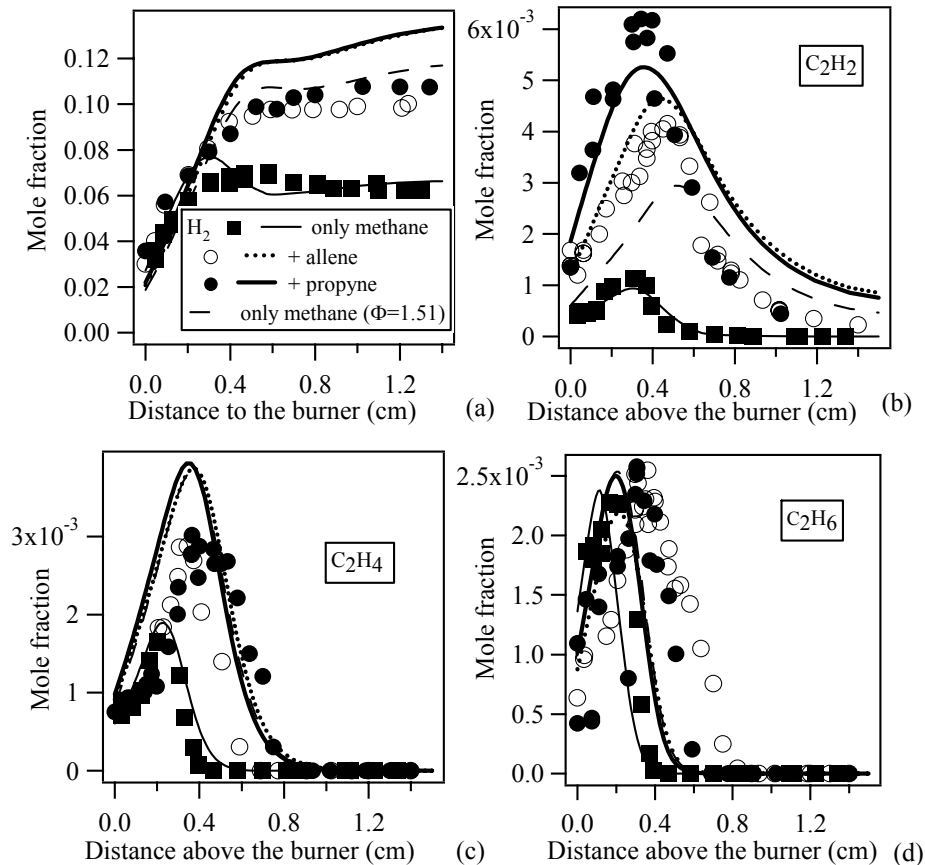 Mole fraction
0.12
0.10
0.08
0.06
0.04
0.02
0.00
H2
only methane
+ allene
+ propyne
only methane (Φ=1.51)
0.0 0.4 0.8 1.2
Distance to the burner (cm)
(a)
Mole fraction
6x10-3
5
4
3
2
1
0
C2H2
0.0 0.4 0.8 1.2
Distance above the burner (cm)
(b)
Mole fraction
3x10-3
2
1
0
C2H4
0.0 0.4 0.8 1.2
Distance above the burner (cm)
(c)
Mole fraction
2.5x10-3
2.0
1.5
1.0
0.5
0.0
C2H6
0.0 0.4 0.8 1.2
Distance above the burner (cm)
(d)